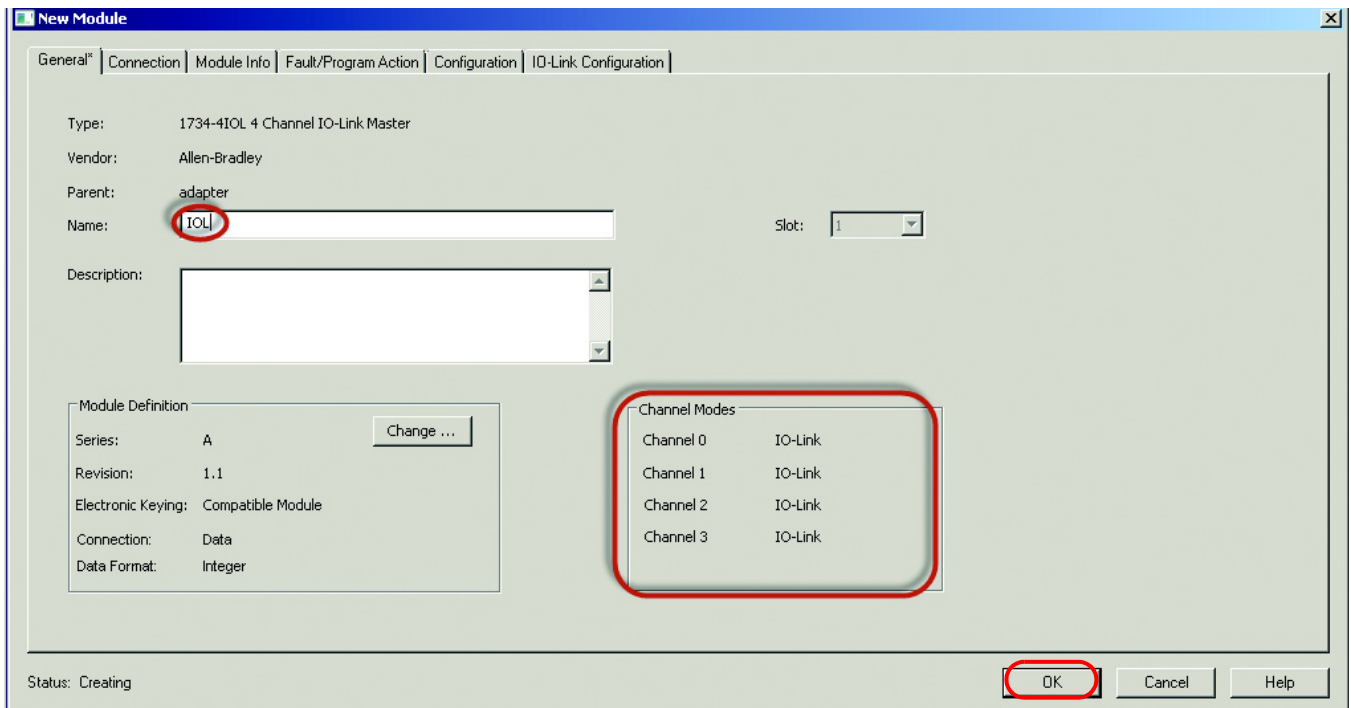 New Module
General* Connection Module Info Fault/Program Action Configuration IO-Link Configuration
Type: 1734-4IOL 4 Channel IO-Link Master
Vendor: Allen-Bradley
Parent: adapter
Name: IOL
Slot: 1
Description:
Module Definition
Change ...
Series: A
Revision: 1.1
Electronic Keying: Compatible Module
Connection: Data
Data Format: Integer
Channel Modes
Channel 0 IO-Link
Channel 1 IO-Link
Channel 2 IO-Link
Channel 3 IO-Link
Status: Creating
OK Cancel Help